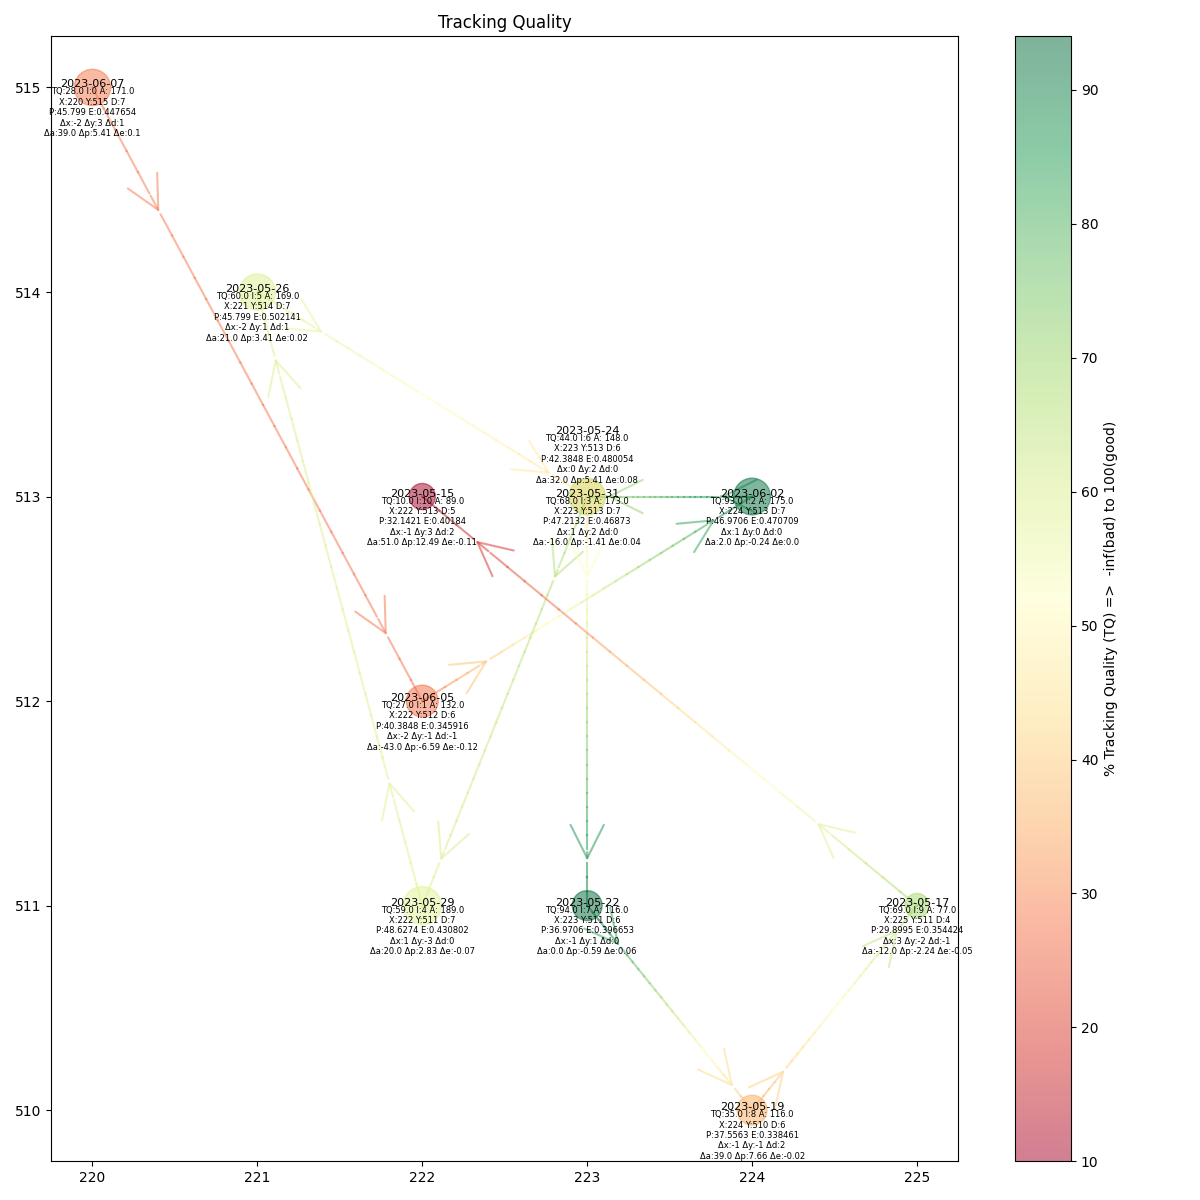 Tracking Quality
2023-06-07
TQ:28.0 I:0 A: 171.0
X:220 Y:515 D:7
P:45.799 E:0.447654
Δx:-2 Δy:3 Δd:1
Δa:39.0 Δp:5.41 Δe:0.1
2023-05-26
TQ:60.0 I:5 A: 169.0
X:221 Y:514 D:7
P:45.799 E:0.502141
Δx:-2 Δy:1 Δd:1
Δa:21.0 Δp:3.41 Δe:0.02
2023-05-24
TQ:44.0 I:6 A: 148.0
X:223 Y:513 D:6
P:42.3848 E:0.480054
Δx:0 Δy:2 Δd:0
Δa:32.0 Δp:5.41 Δe:0.08
2023-05-15
TQ:10.0 I:10 A: 89.0
X:222 Y:513 D:5
P:32.1421 E:0.40184
Δx:-1 Δy:3 Δd:2
Δa:51.0 Δp:12.49 Δe:-0.11
2023-05-31
TQ:68.0 I:3 A: 173.0
X:223 Y:513 D:7
P:47.2132 E:0.46873
Δx:1 Δy:2 Δd:0
Δa:-16.0 Δp:-1.41 Δe:0.04
2023-06-02
TQ:93.0 I:2 A: 175.0
X:224 Y:513 D:7
P:46.9706 E:0.470709
Δx:1 Δy:0 Δd:0
Δa:2.0 Δp:-0.24 Δe:0.0
2023-06-05
TQ:27.0 I:1 A: 132.0
X:222 Y:512 D:6
P:40.3848 E:0.345916
Δx:-2 Δy:-1 Δd:-1
Δa:-43.0 Δp:-6.59 Δe:-0.12
2023-05-29
TQ:59.0 I:4 A: 189.0
X:222 Y:511 D:7
P:48.6274 E:0.430802
Δx:1 Δy:-3 Δd:0
Δa:20.0 Δp:2.83 Δe:-0.07
2023-05-22
TQ:94.0 I:7 A: 116.0
X:223 Y:511 D:6
P:36.9706 E:0.396653
Δx:-1 Δy:1 Δd:0
Δa:0.0 Δp:-0.59 Δe:0.06
2023-05-17
TQ:69.0 I:9 A: 77.0
X:225 Y:511 D:4
P:29.8995 E:0.354424
Δx:3 Δy:-2 Δd:-1
Δa:-12.0 Δp:-2.24 Δe:-0.05
2023-05-19
TQ:35.0 I:8 A: 116.0
X:224 Y:510 D:6
P:37.5563 E:0.338461
Δx:-1 Δy:-1 Δd:2
Δa:39.0 Δp:7.66 Δe:-0.02
515
514
513
512
511
510
220
221
222
223
224
225
90
80
70
60
50
40
30
20
10
% Tracking Quality (TQ) =>  -inf(bad) to 100(good)